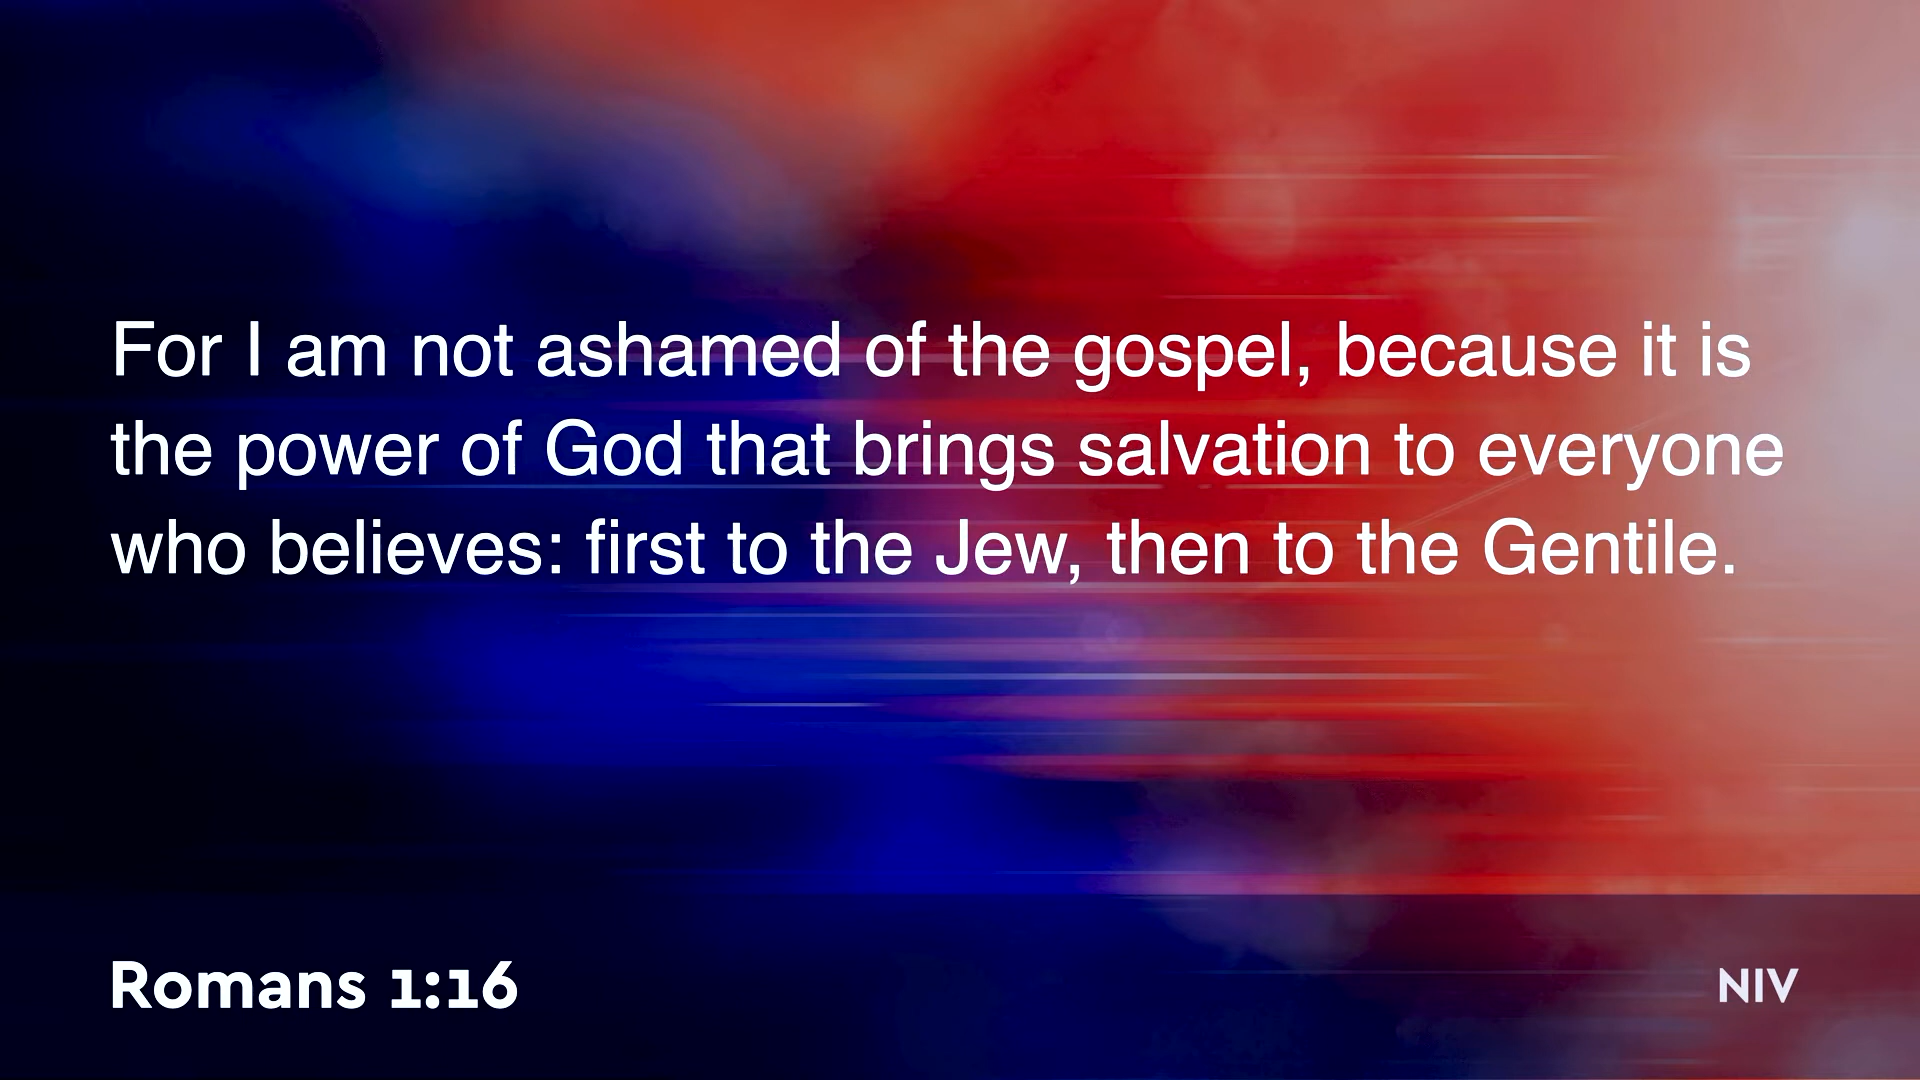 For I am not ashamed of the gospel, because it is
the power of God that brings salvation to everyone
who believes: first to the Jew, then to the Gentile.
Romans 1:16
NIV